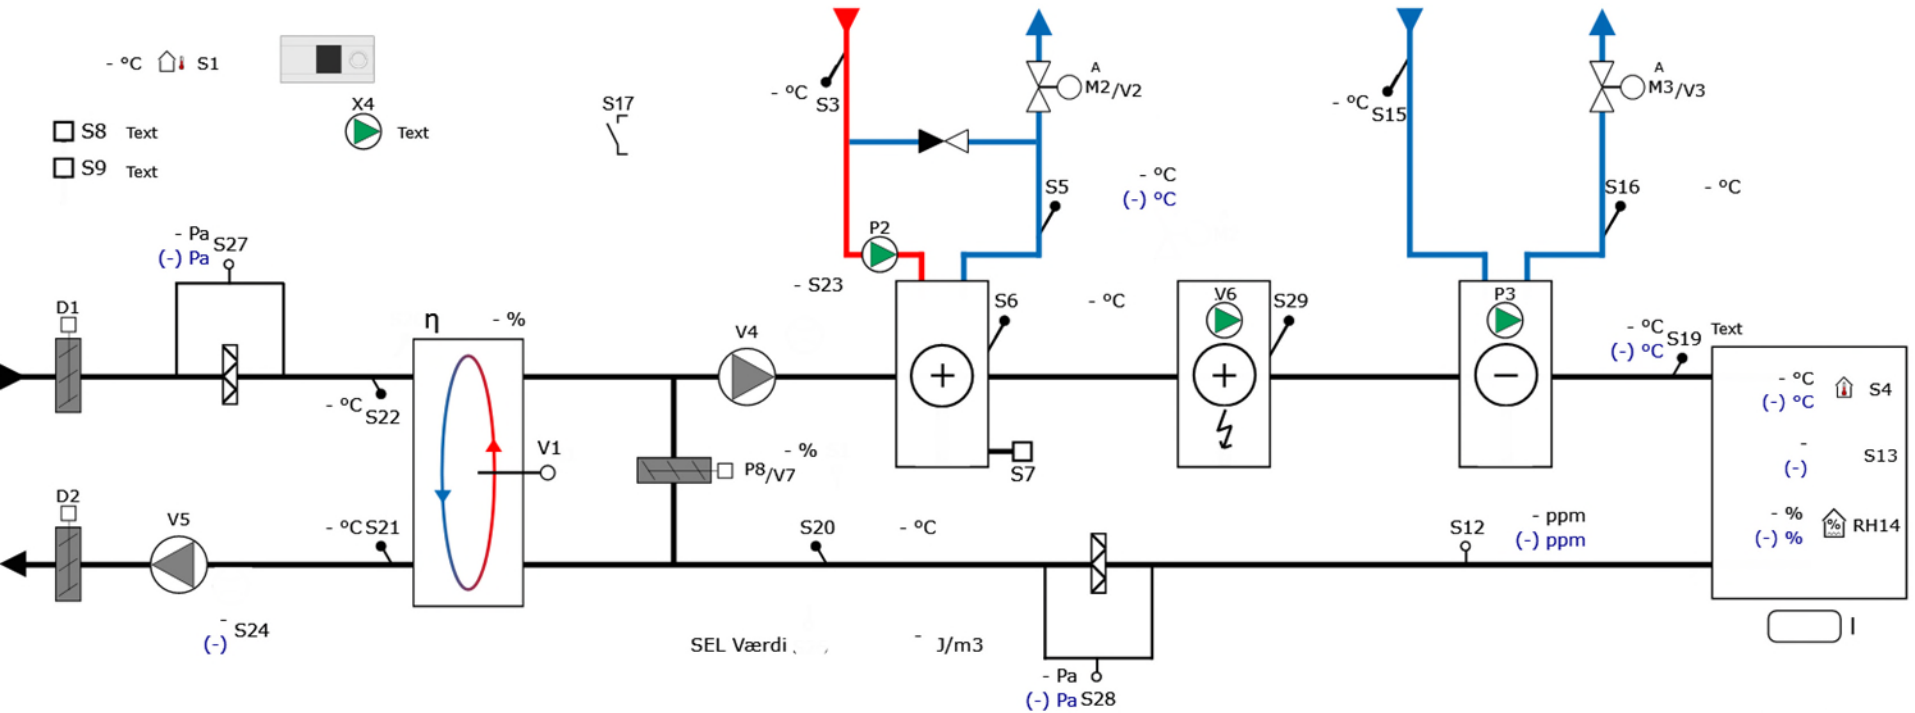 - °C S1
X4
S8 Text
Text
S9 Text
S17
- °C S3
A
M2/V2
- °C S15
A
M3/V3
S5 - °C
(-) °C
S16 - °C
P2
- S23
- Pa S27
(-) Pa
D1
η - %
V4
S6 - °C
V6 S29
P3
- °C S19 Text
(-) °C
- °C S22
V1
P8/V7 - %
S7
- °C S4
(-) °C
- S13
(-)
- % % RH14
(-) %
D2
V5
- °C S21
S20 - °C
S12 - ppm
(-) ppm
- S24
(-)
SEL Værdi - J/m3
- Pa
(-) Pa S28
I